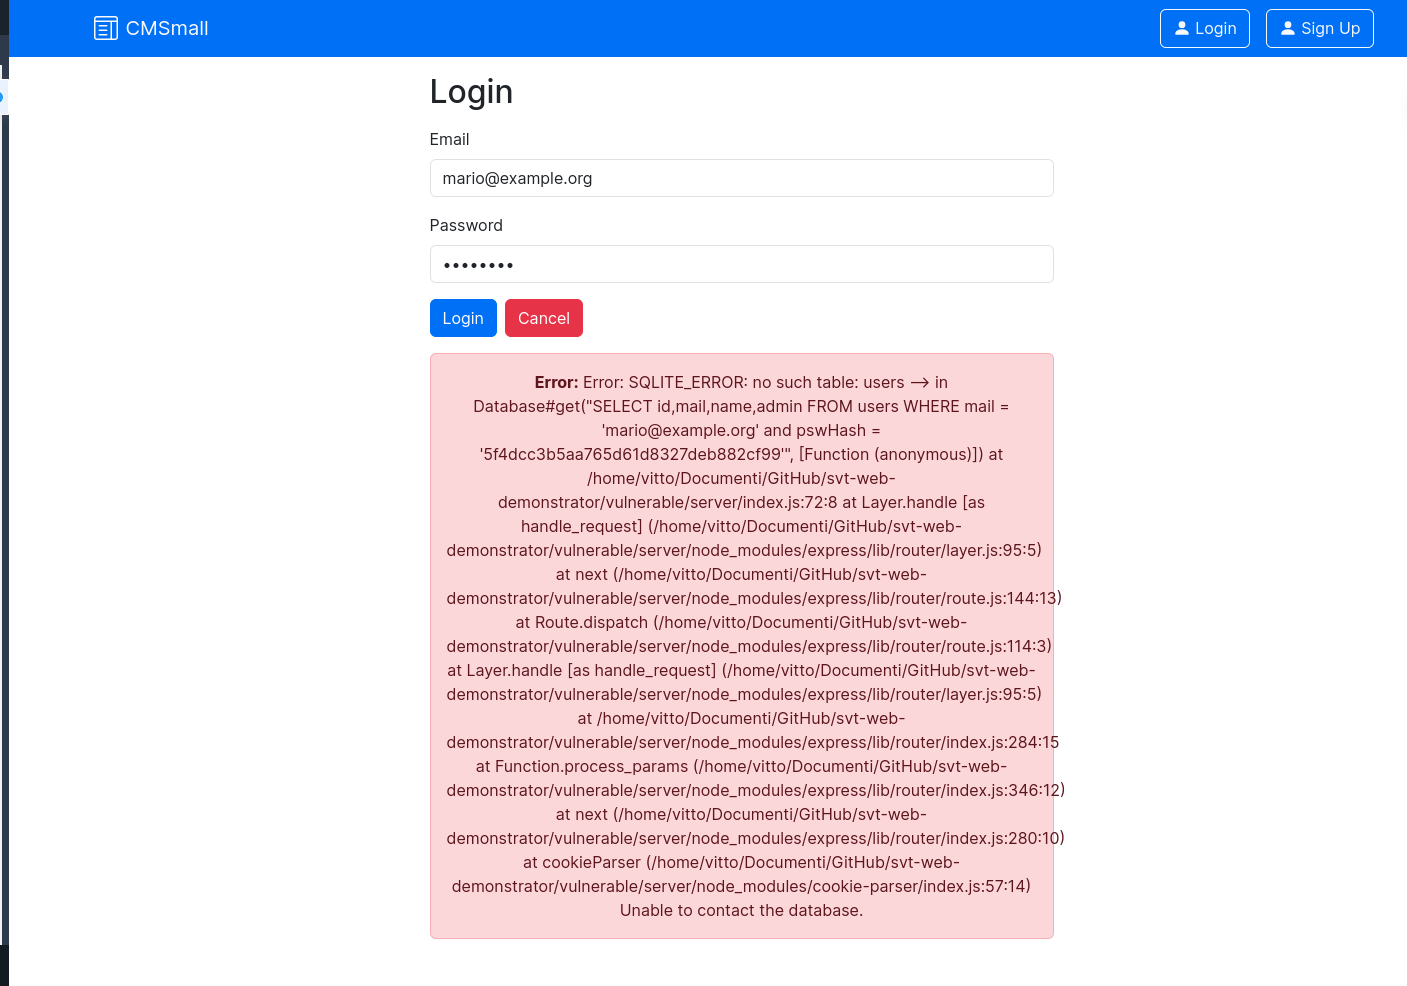 CMSmall
Login
Sign Up
Login
Email
mario@example.org
Password
••••••••
Login
Cancel
Error: Error: SQLITE_ERROR: no such table: users --> in
Database#get("SELECT id,mail,name,admin FROM users WHERE mail =
'mario@example.org' and pswHash =
'5f4dcc3b5aa765d61d8327deb882cf99'", [Function (anonymous)]) at
/home/vitto/Documenti/GitHub/svt-web-
demonstrator/vulnerable/server/index.js:72:8 at Layer.handle [as
handle_request] (/home/vitto/Documenti/GitHub/svt-web-
demonstrator/vulnerable/server/node_modules/express/lib/router/layer.js:95:5)
at next (/home/vitto/Documenti/GitHub/svt-web-
demonstrator/vulnerable/server/node_modules/express/lib/router/route.js:144:13)
at Route.dispatch (/home/vitto/Documenti/GitHub/svt-web-
demonstrator/vulnerable/server/node_modules/express/lib/router/route.js:114:3)
at Layer.handle [as handle_request] (/home/vitto/Documenti/GitHub/svt-web-
demonstrator/vulnerable/server/node_modules/express/lib/router/layer.js:95:5)
at /home/vitto/Documenti/GitHub/svt-web-
demonstrator/vulnerable/server/node_modules/express/lib/router/index.js:284:15
at Function.process_params (/home/vitto/Documenti/GitHub/svt-web-
demonstrator/vulnerable/server/node_modules/express/lib/router/index.js:346:12)
at next (/home/vitto/Documenti/GitHub/svt-web-
demonstrator/vulnerable/server/node_modules/express/lib/router/index.js:280:10)
at cookieParser (/home/vitto/Documenti/GitHub/svt-web-
demonstrator/vulnerable/server/node_modules/cookie-parser/index.js:57:14)
Unable to contact the database.